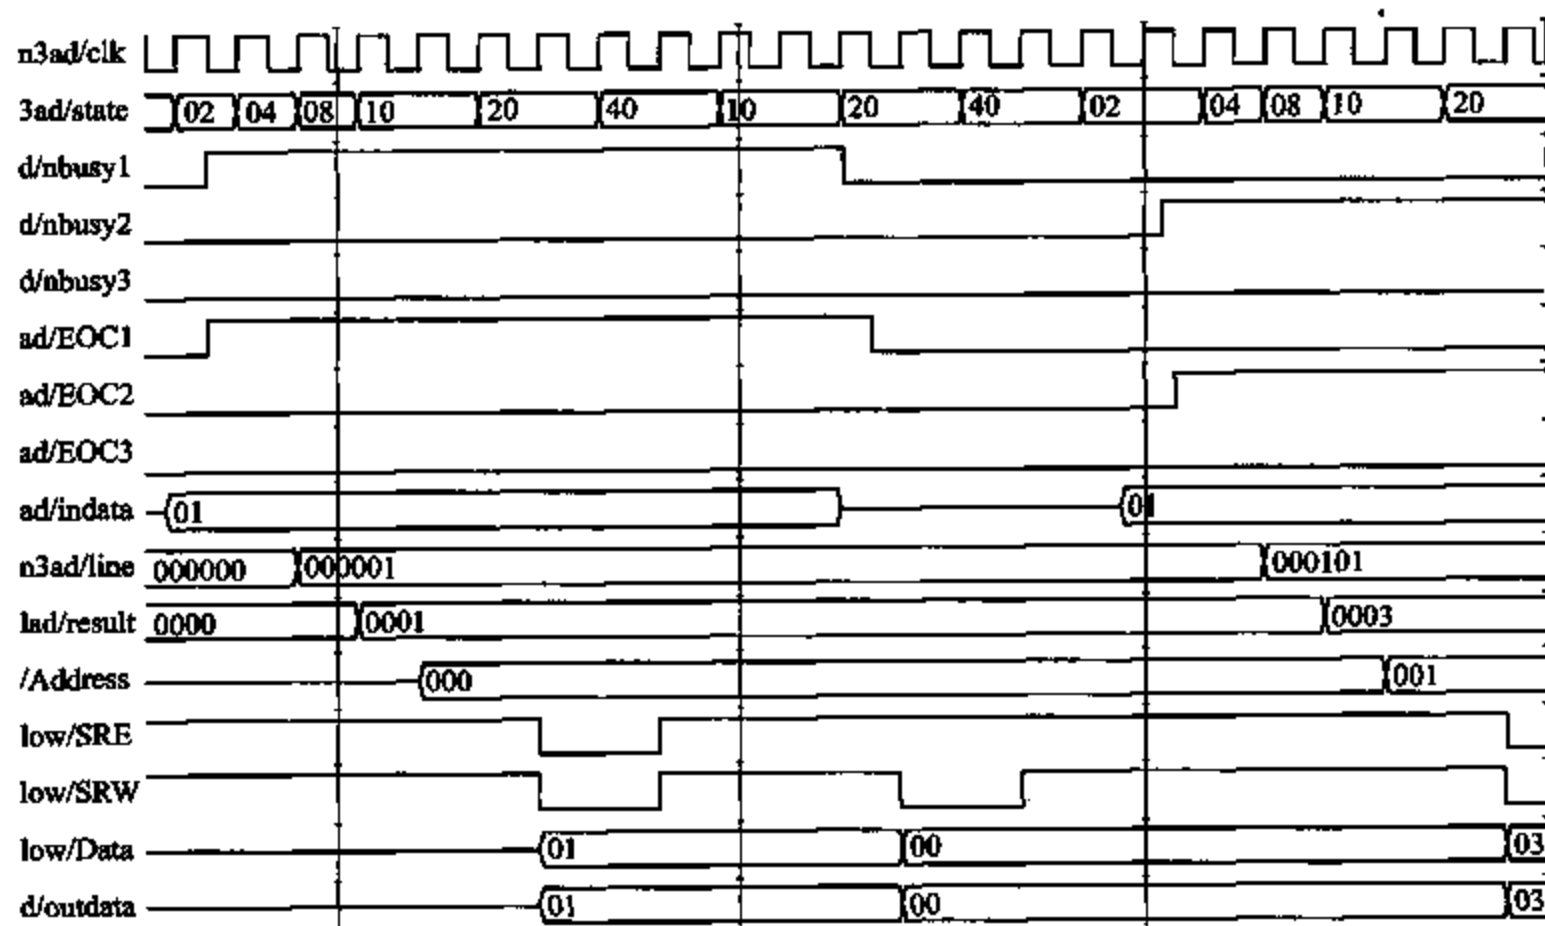 n3ad/clk
3ad/state 02 04 08 10 20 40 10 20 40 02 04 08 10 20
d/nbusy1
d/nbusy2
d/nbusy3
ad/EOC1
ad/EOC2
ad/EOC3
ad/indata 01 01
n3ad/line 000000 000001 000101
lad/result 0000 0001 0003
/Address 000 001
low/SRE
low/SRW
low/Data 01 00 03
d/outdata 01 00 03